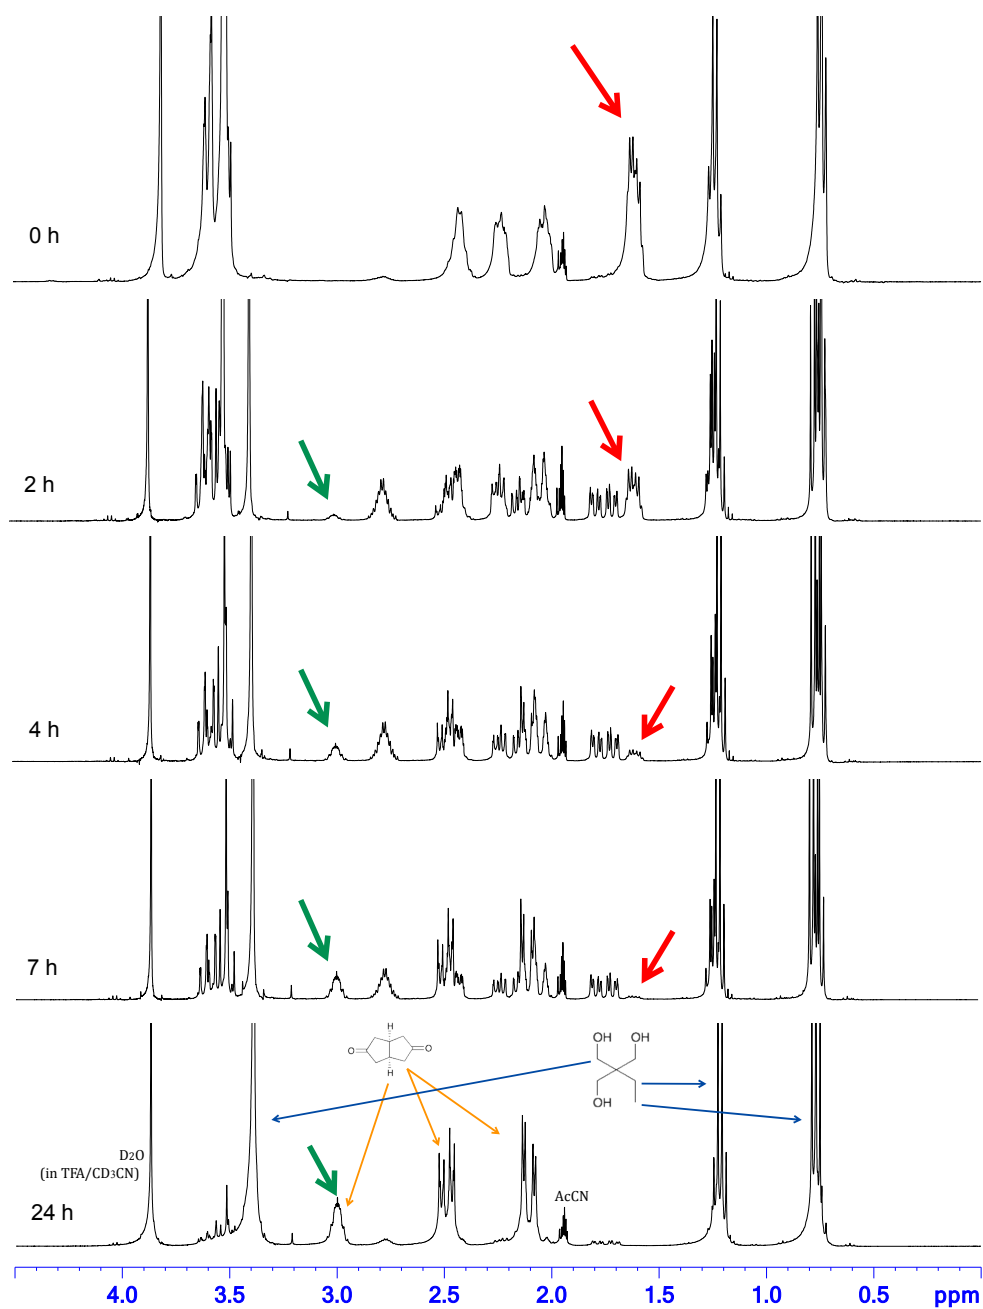 0 h
2 h
4 h
7 h
H
O
O
H
OH
OH
OH
D2O
(in TFA/CD3CN)
AcCN
24 h
4.0
3.5
3.0
2.5
2.0
1.5
1.0
0.5
ppm